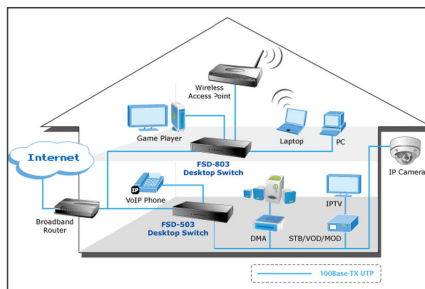 Wireless
Access Point
Game Player
Laptop
PC
FSD-803
Desktop Switch
Internet
IP Camera
IP
VoIP Phone
IPTV
Broadband
Router
FSD-503
Desktop Switch
DMA
STB/VOD/MOD
100Base-TX UTP